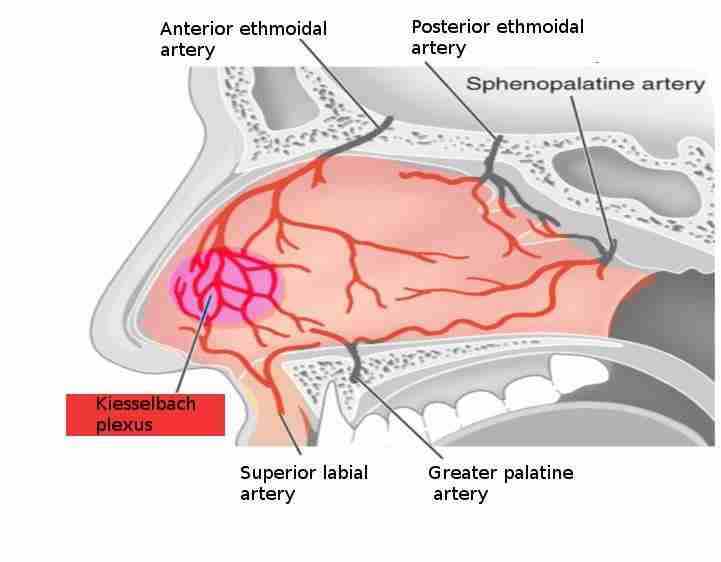 Anterior ethmoidal
artery
Posterior ethmoidal
artery
Sphenopalatine artery
Kiesselbach
plexus
Superior labial
artery
Greater palatine
artery